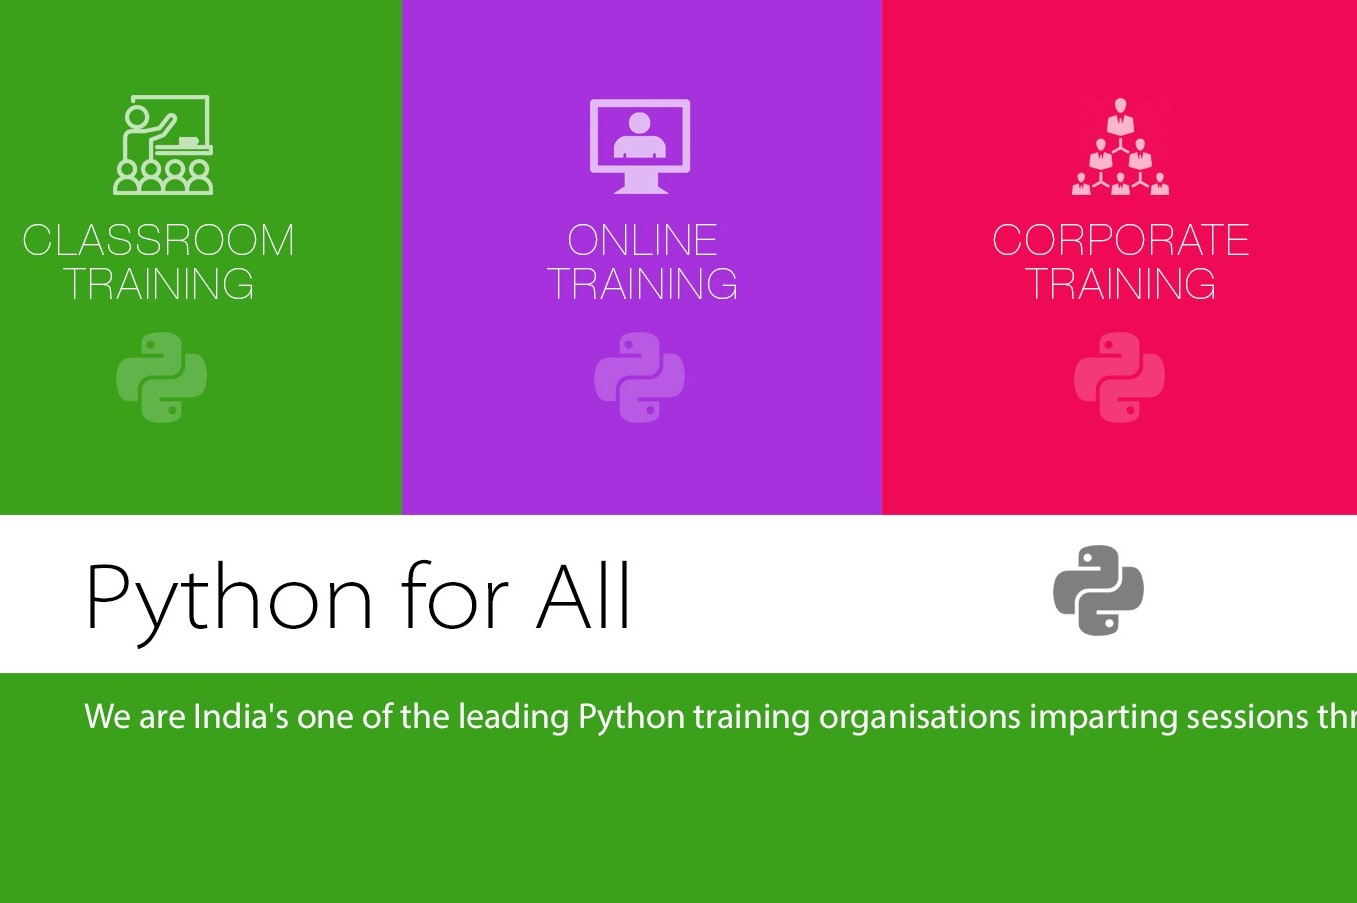 CLASSROOM
TRAINING
ONLINE
TRAINING
CORPORATE
TRAINING
Python for All
We are India's one of the leading Python training organisations imparting sessions thr